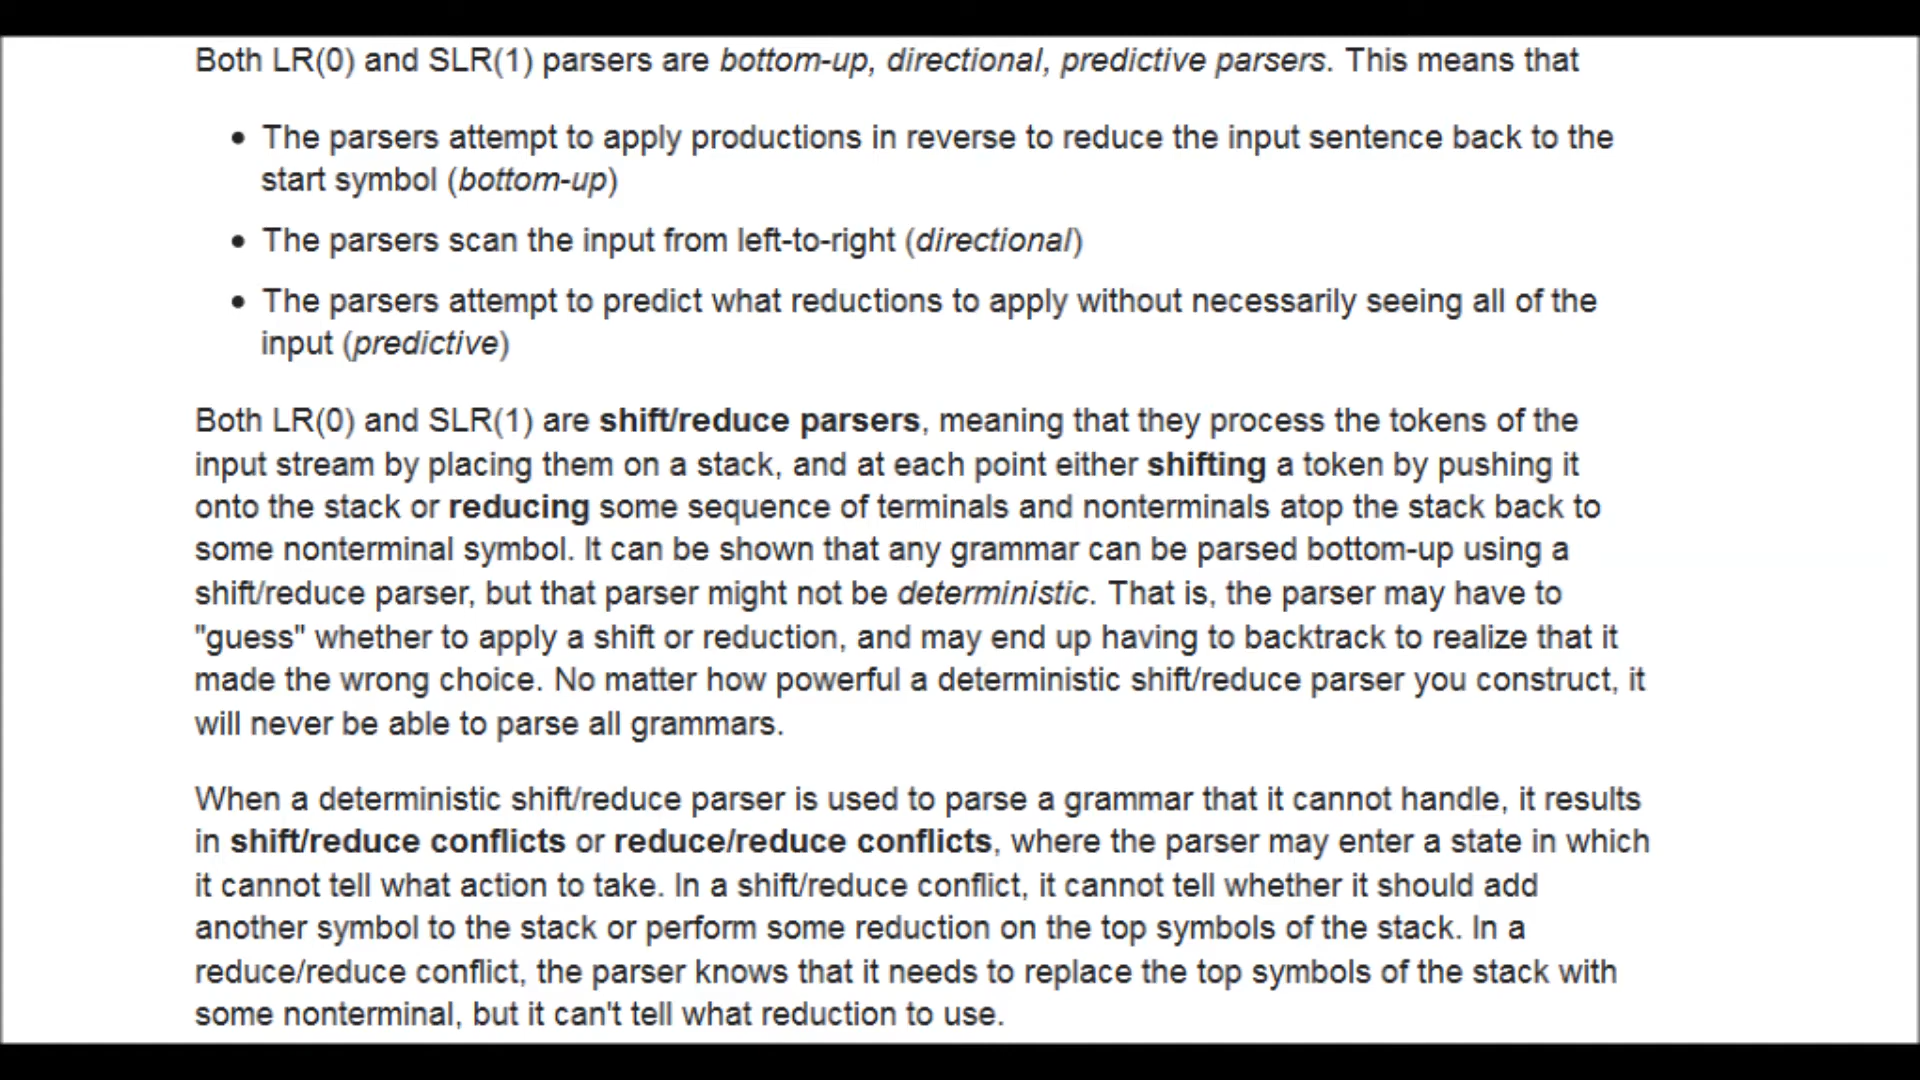 Both LR(0) and SLR(1) parsers are bottom-up, directional, predictive parsers. This means that
• The parsers attempt to apply productions in reverse to reduce the input sentence back to the
start symbol (bottom-up)
• The parsers scan the input from left-to-right (directional)
• The parsers attempt to predict what reductions to apply without necessarily seeing all of the
input (predictive)
Both LR(0) and SLR(1) are shift/reduce parsers, meaning that they process the tokens of the
input stream by placing them on a stack, and at each point either shifting a token by pushing it
onto the stack or reducing some sequence of terminals and nonterminals atop the stack back to
some nonterminal symbol. It can be shown that any grammar can be parsed bottom-up using a
shift/reduce parser, but that parser might not be deterministic. That is, the parser may have to
"guess" whether to apply a shift or reduction, and may end up having to backtrack to realize that it
made the wrong choice. No matter how powerful a deterministic shift/reduce parser you construct, it
will never be able to parse all grammars.
When a deterministic shift/reduce parser is used to parse a grammar that it cannot handle, it results
in shift/reduce conflicts or reduce/reduce conflicts, where the parser may enter a state in which
it cannot tell what action to take. In a shift/reduce conflict, it cannot tell whether it should add
another symbol to the stack or perform some reduction on the top symbols of the stack. In a
reduce/reduce conflict, the parser knows that it needs to replace the top symbols of the stack with
some nonterminal, but it can't tell what reduction to use.